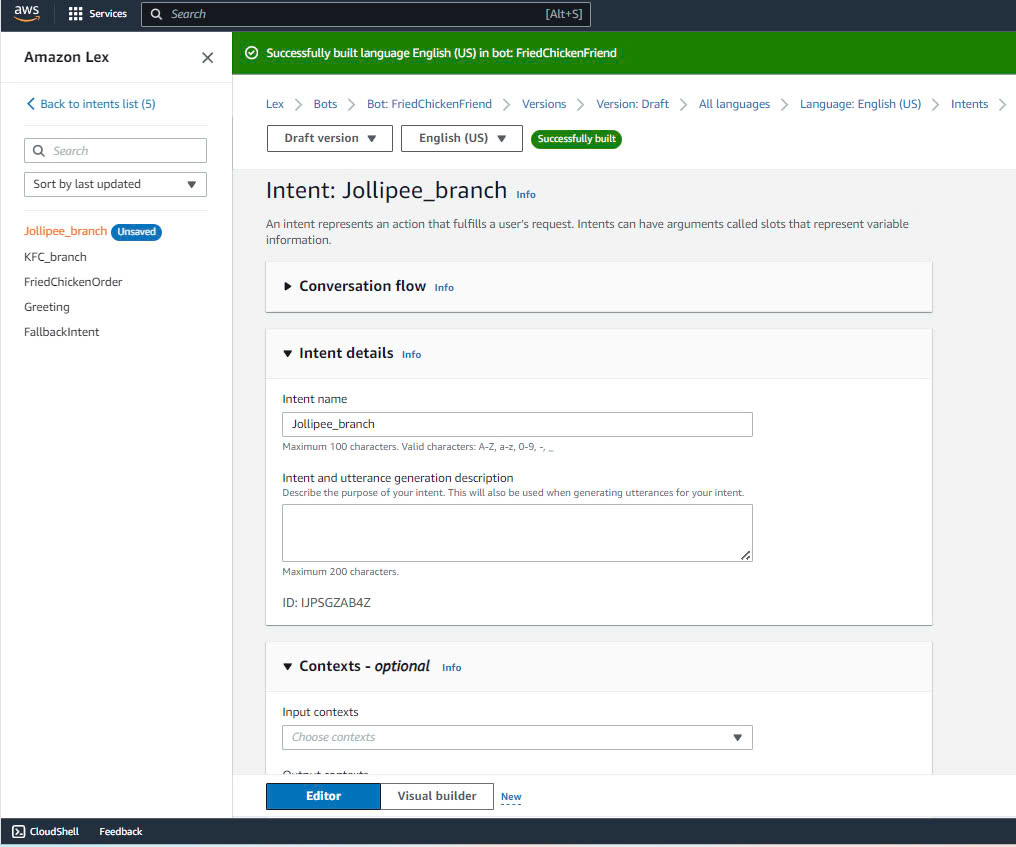 aws Services Search [Alt+S]
Amazon Lex
Successfully built language English (US) in bot: FriedChickenFriend
Back to intents list (5)
Lex Bots Bot: FriedChickenFriend Versions Version: Draft All languages Language: English (US) Intents
Search
Draft version English (US) Successfully built
Sort by last updated
Jollipee_branch Unsaved
KFC_branch
FriedChickenOrder
Greeting
FallbackIntent
Intent: Jollipee_branch Info
An intent represents an action that fulfills a user's request. Intents can have arguments called slots that represent variable
information.
Conversation flow Info
Intent details Info
Intent name
Jollipee_branch
Maximum 100 characters. Valid characters: A-Z, a-z, 0-9, -, _
Intent and utterance generation description
Describe the purpose of your intent. This will also be used when generating utterances for your intent.
Maximum 200 characters.
ID: IJPSGZAB4Z
Contexts - optional Info
Input contexts
Choose contexts
Output contexts
Editor Visual builder New
CloudShell Feedback